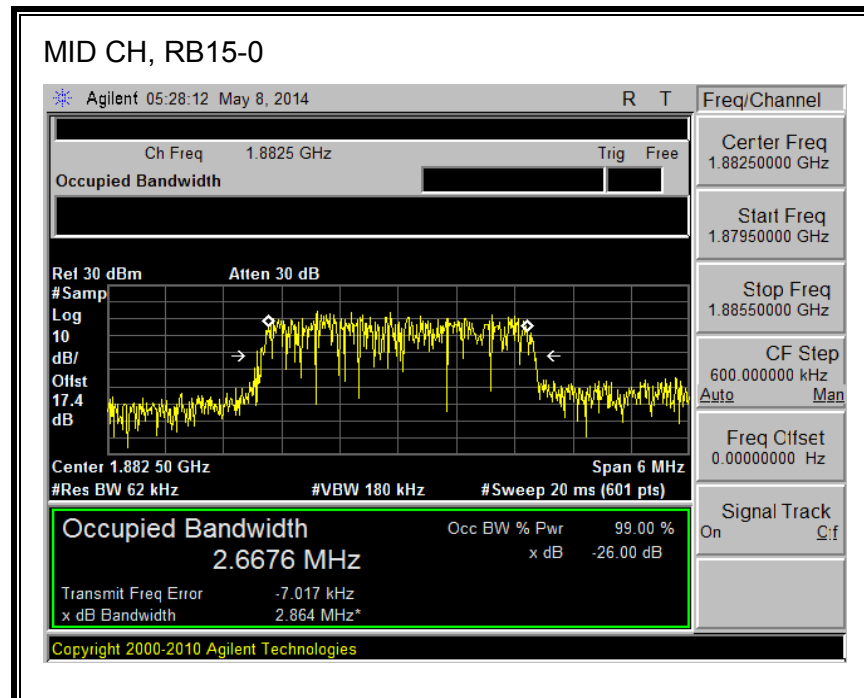 MID CH, RB15-0
Agilent 05:28:12 May 8, 2014 R T
Freq/Channel
Ch Freq 1.8825 GHz Trig Free
Occupied Bandwidth
Center Freq
1.88250000 GHz
Start Freq
1.87950000 GHz
Stop Freq
1.88550000 GHz
CF Step
600.000000 kHz
Auto Man
Freq Offset
0.00000000 Hz
Signal Track
On Off
Ref 30 dBm Atten 30 dB
#Samp
Log
10
dB/
Offst
17.4
dB
Center 1.882 50 GHz Span 6 MHz
#Res BW 62 kHz #VBW 180 kHz #Sweep 20 ms (601 pts)
Occupied Bandwidth Occ BW % Pwr 99.00 %
2.6676 MHz x dB -26.00 dB
Transmit Freq Error -7.017 kHz
x dB Bandwidth 2.864 MHz*
Copyright 2000-2010 Agilent Technologies